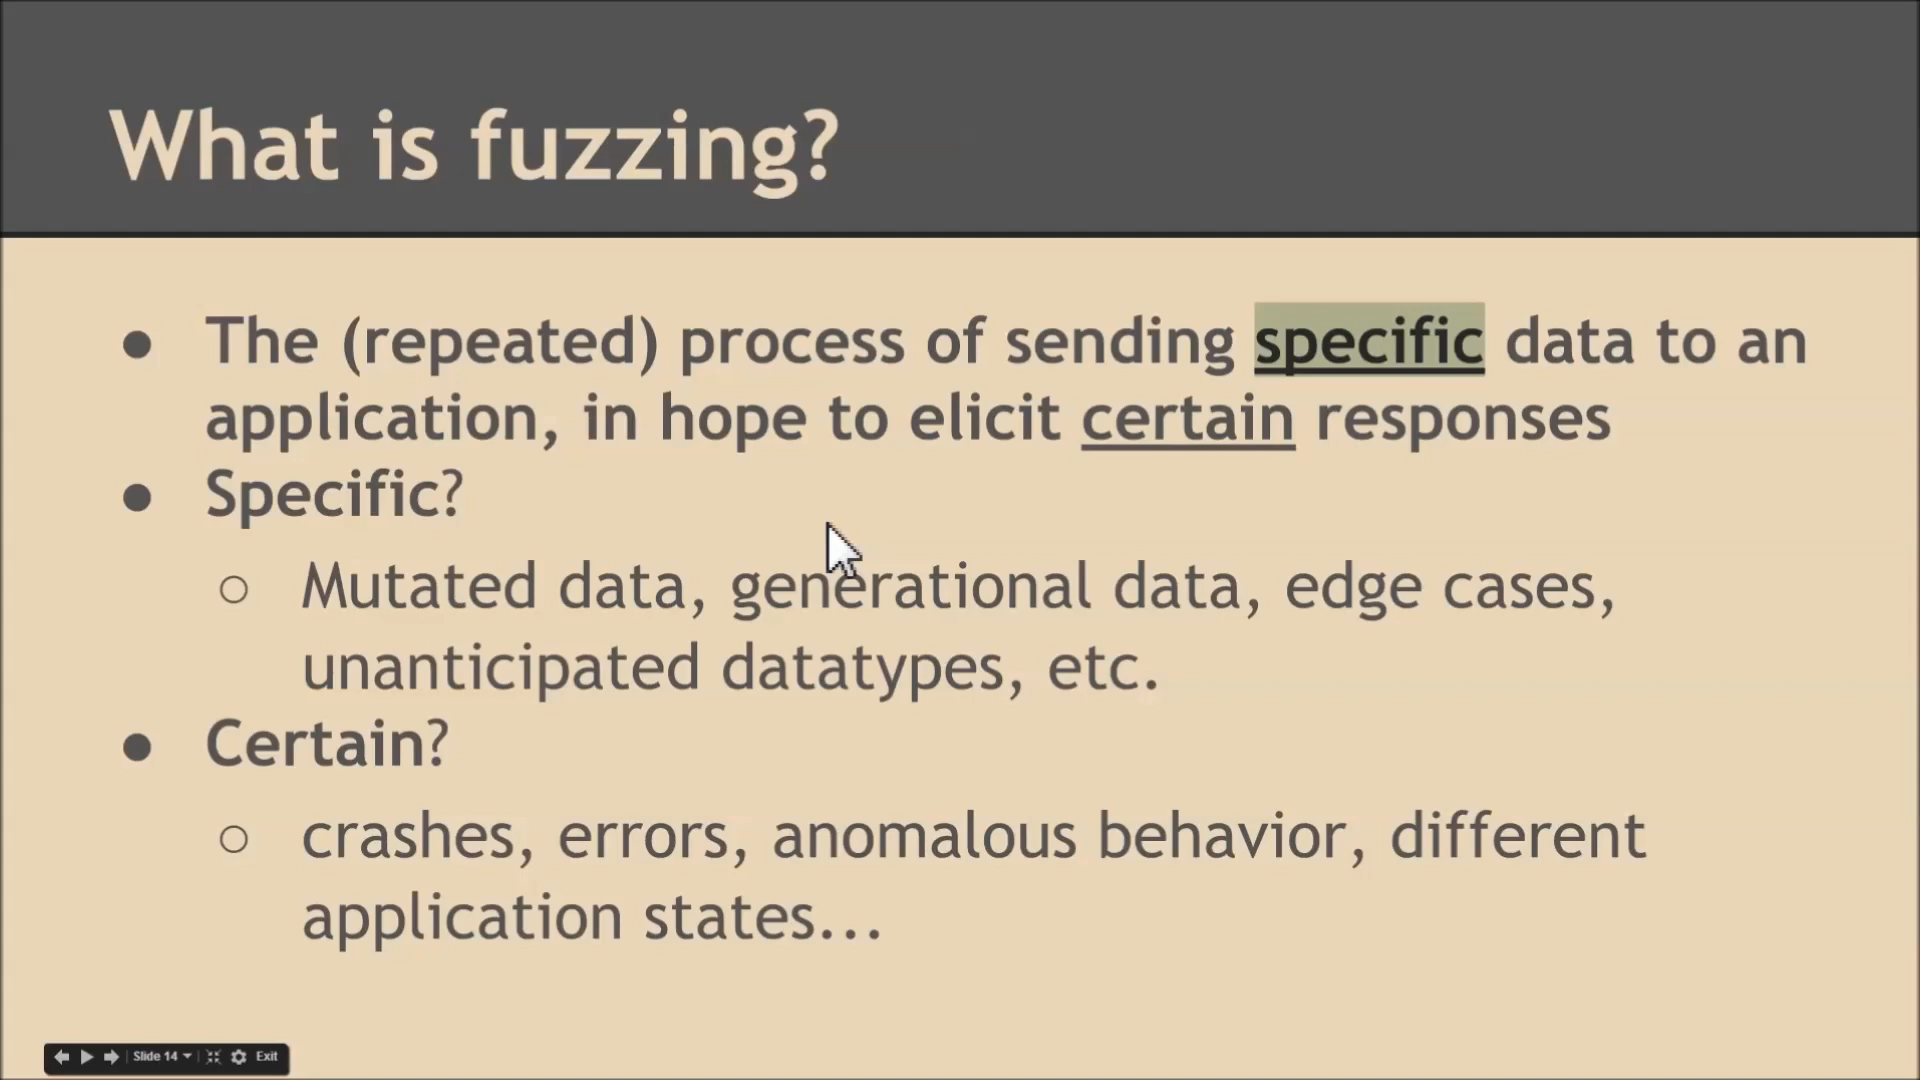 What is fuzzing?
● The (repeated) process of sending specific data to an
application, in hope to elicit certain responses
● Specific?
○ Mutated data, generational data, edge cases,
unanticipated datatypes, etc.
● Certain?
○ crashes, errors, anomalous behavior, different
application states...
Slide 14 Exit